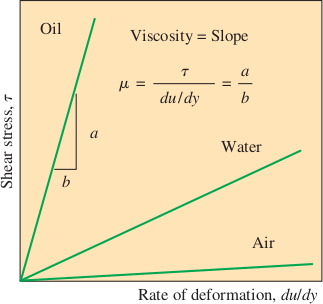 Oil
Viscosity = Slope
μ = τ / du/dy = a / b
a
b
Water
Air
Shear stress, τ
Rate of deformation, du/dy